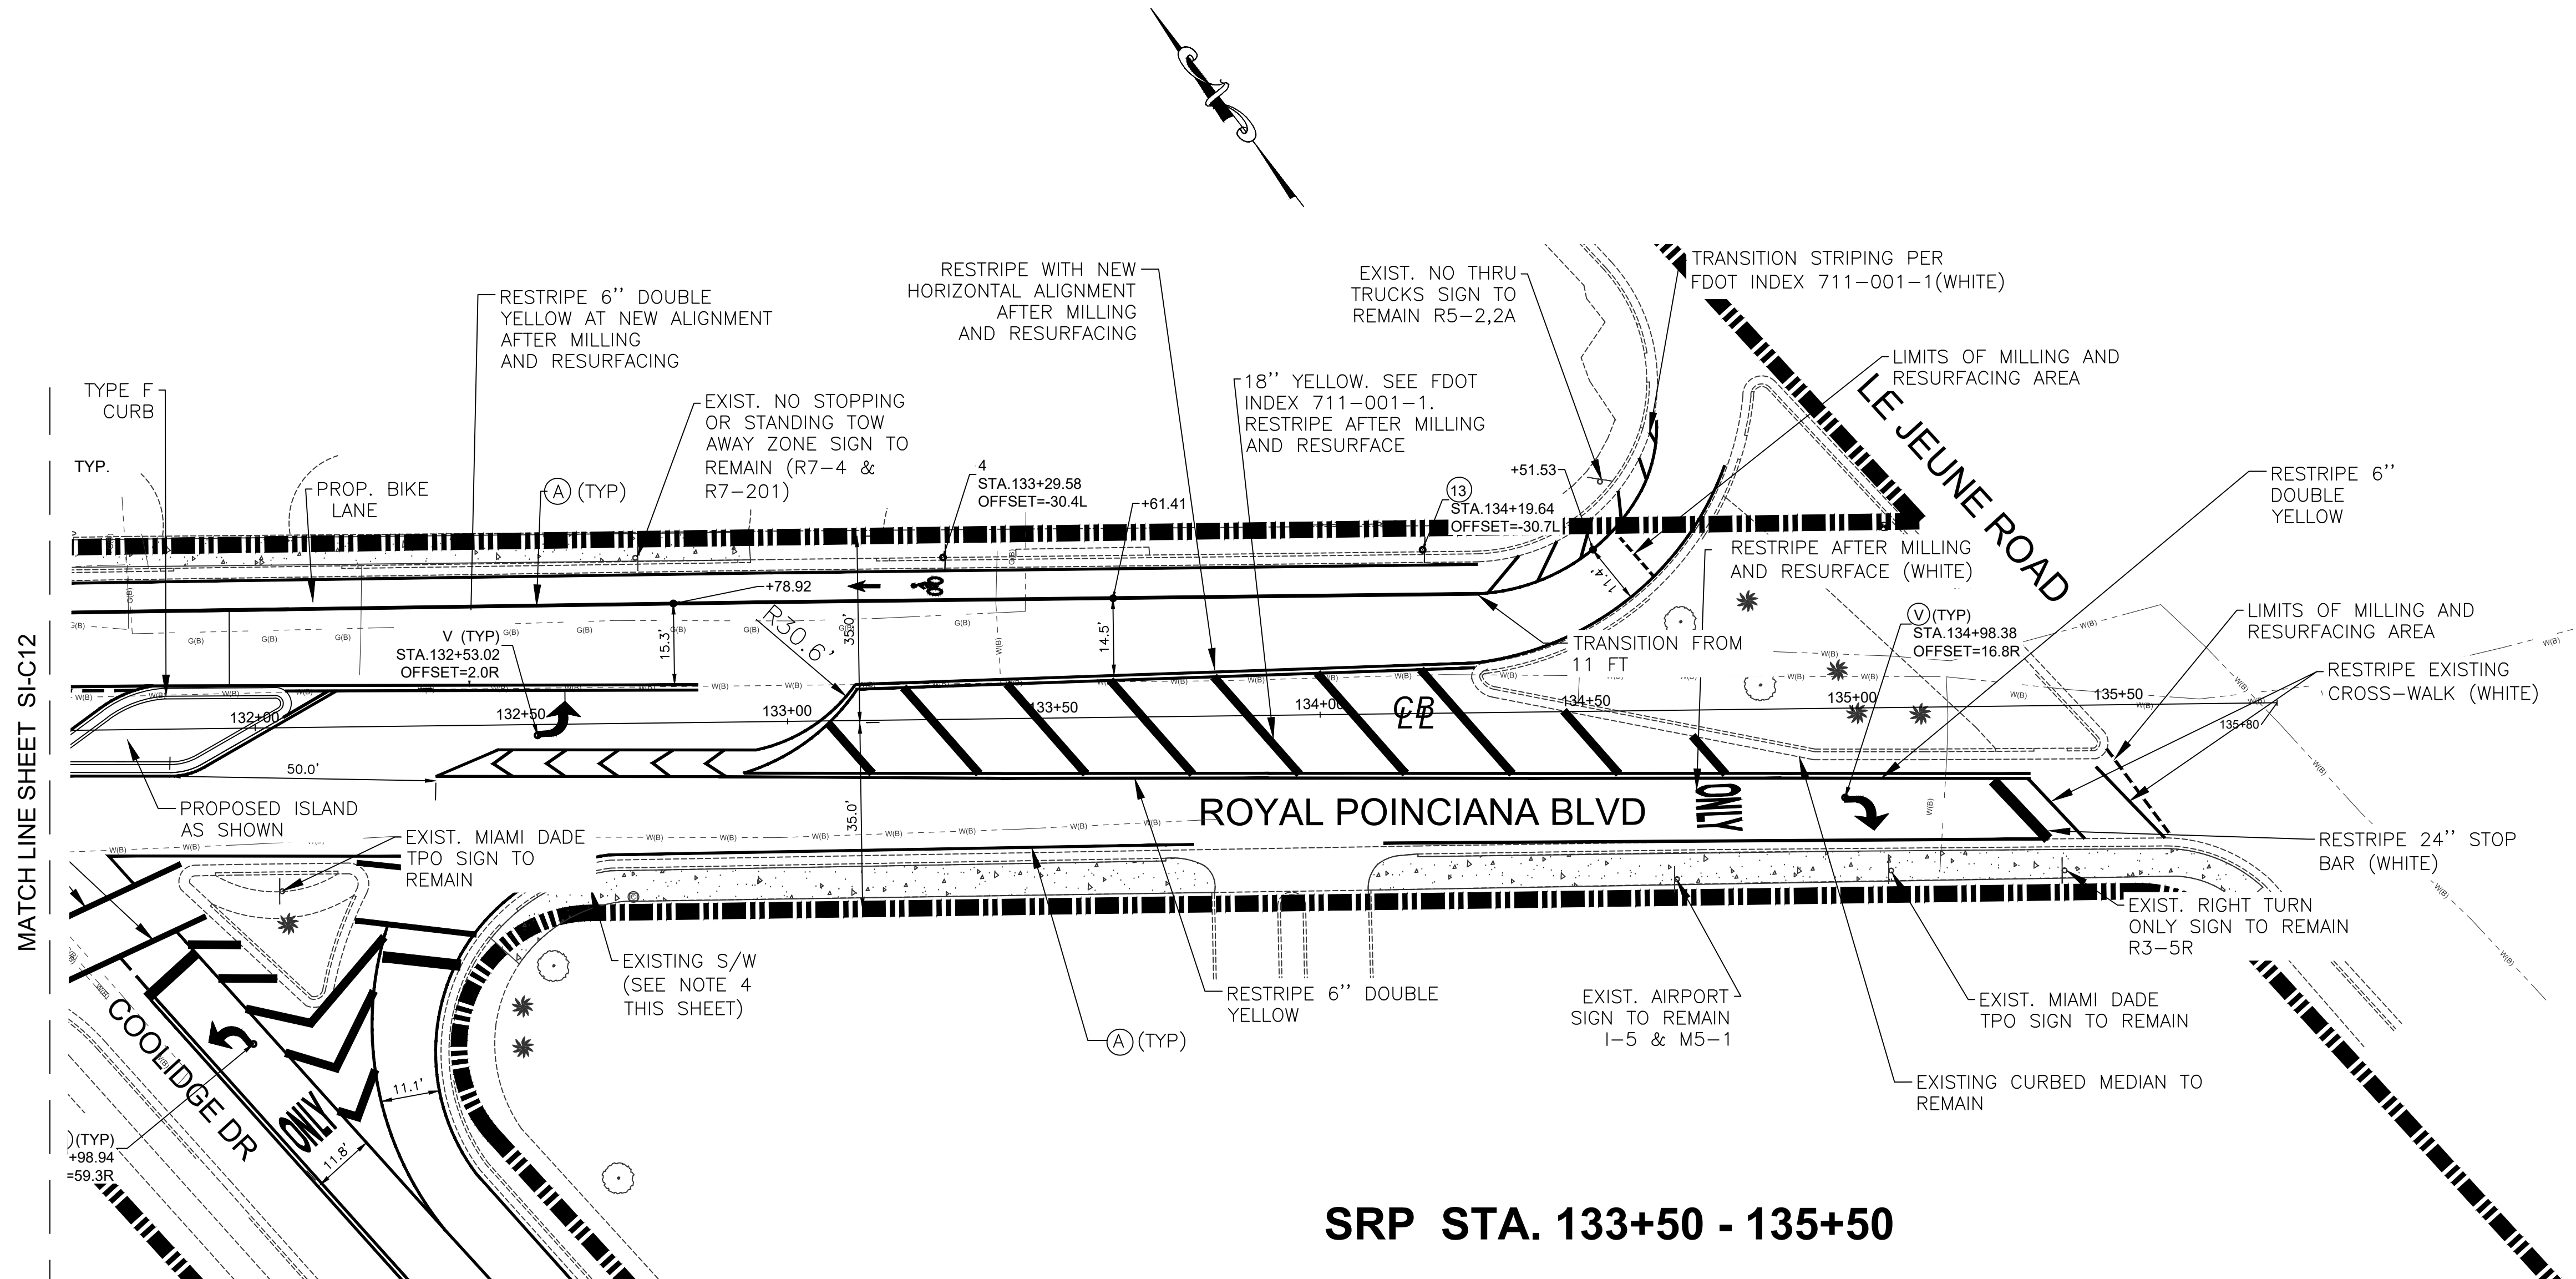 TRANSITION STRIPING PER
FDOT INDEX 711-001-1(WHITE)
RESTRIPE WITH NEW
HORIZONTAL ALIGNMENT
AFTER MILLING
AND RESURFACING
EXIST. NO THRU
TRUCKS SIGN TO
REMAIN R5-2,2A
RESTRIPE 6'' DOUBLE
YELLOW AT NEW ALIGNMENT
AFTER MILLING
AND RESURFACING
LIMITS OF MILLING AND
RESURFACING AREA
TYPE F
CURB
18'' YELLOW. SEE FDOT
INDEX 711-001-1.
RESTRIPE AFTER MILLING
AND RESURFACE
EXIST. NO STOPPING
OR STANDING TOW
AWAY ZONE SIGN TO
REMAIN (R7-4 &
R7-201)
LE JEUNE ROAD
TYP.
PROP. BIKE
LANE
A (TYP)
4
STA.133+29.58
OFFSET=-30.4L
+61.41
+51.53
13
STA.134+19.64
OFFSET=-30.7L
RESTRIPE 6''
DOUBLE
YELLOW
RESTRIPE AFTER MILLING
AND RESURFACE (WHITE)
+78.92
R30.6'
35.0'
15.3'
14.5'
11.4'
V (TYP)
STA.132+53.02
OFFSET=2.0R
TRANSITION FROM
11 FT
V (TYP)
STA.134+98.38
OFFSET=16.8R
LIMITS OF MILLING AND
RESURFACING AREA
RESTRIPE EXISTING
CROSS-WALK (WHITE)
G(B)
G(B)
G(B)
G(B)
G(B)
G(B)
G(B)
G(B)
G(B)
W(B)
W(B)
W(B)
W(B)
W(B)
W(B)
W(B)
132+00
132+50
133+00
133+50
134+00
134+50
135+00
135+50
135+80
50.0'
35.0'
PROPOSED ISLAND
AS SHOWN
ROYAL POINCIANA BLVD
ONLY
MATCH LINE SHEET SI-C12
EXIST. MIAMI DADE
TPO SIGN TO
REMAIN
RESTRIPE 24'' STOP
BAR (WHITE)
EXIST. RIGHT TURN
ONLY SIGN TO REMAIN
R3-5R
EXISTING S/W
(SEE NOTE 4
THIS SHEET)
RESTRIPE 6'' DOUBLE
YELLOW
EXIST. AIRPORT
SIGN TO REMAIN
I-5 & M5-1
EXIST. MIAMI DADE
TPO SIGN TO REMAIN
A (TYP)
EXISTING CURBED MEDIAN TO
REMAIN
COOLIDGE DR
ONLY
11.1'
11.8'
)(TYP)
+98.94
=59.3R
SRP STA. 133+50 - 135+50